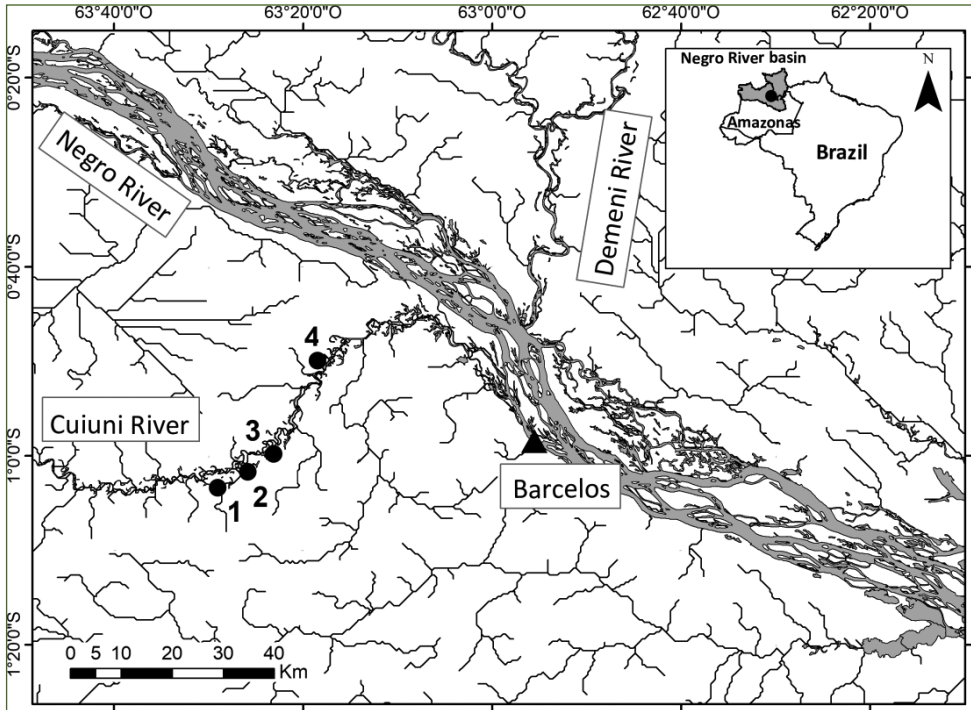 63°40'0"W
63°20'0"W
63°0'0"W
62°40'0"W
62°20'0"W
0°20'0"S
0°40'0"S
1°0'0"S
1°20'0"S
Negro River basin
N
Amazonas
Brazil
Negro River
Demeni River
4
Cuiuni River
3
1
2
Barcelos
0 5 10 20 30 40
Km